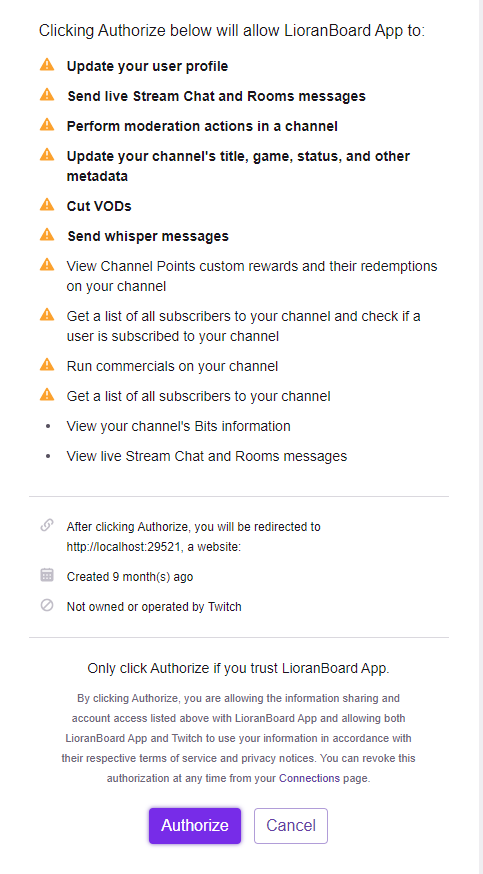 Clicking Authorize below will allow LioranBoard App to:
Update your user profile
Send live Stream Chat and Rooms messages
Perform moderation actions in a channel
Update your channel's title, game, status, and other
metadata
Cut VODs
Send whisper messages
View Channel Points custom rewards and their redemptions
on your channel
Get a list of all subscribers to your channel and check if a
user is subscribed to your channel
Run commercials on your channel
Get a list of all subscribers to your channel
• View your channel's Bits information
• View live Stream Chat and Rooms messages
After clicking Authorize, you will be redirected to
http://localhost:29521, a website:
Created 9 month(s) ago
Not owned or operated by Twitch
Only click Authorize if you trust LioranBoard App.
By clicking Authorize, you are allowing the information sharing and
account access listed above with LioranBoard App and allowing both
LioranBoard App and Twitch to use your information in accordance with
their respective terms of service and privacy notices. You can revoke this
authorization at any time from your Connections page.
Authorize Cancel